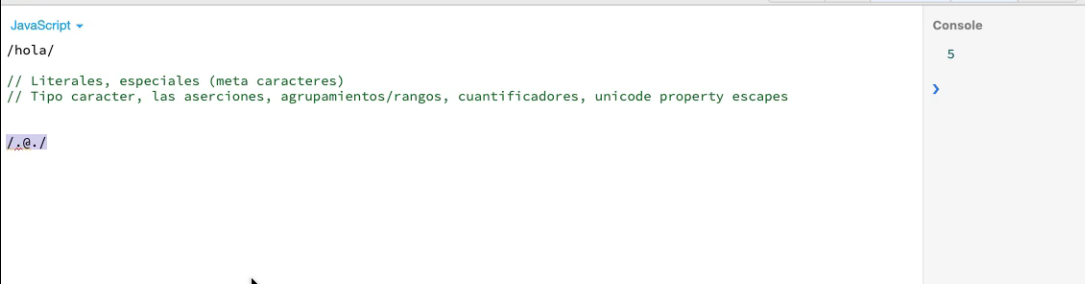 JavaScript
Console
/hola/
5
// Literales, especiales (meta caracteres)
// Tipo caracter, las aserciones, agrupamientos/rangos, cuantificadores, unicode property escapes
/.@./